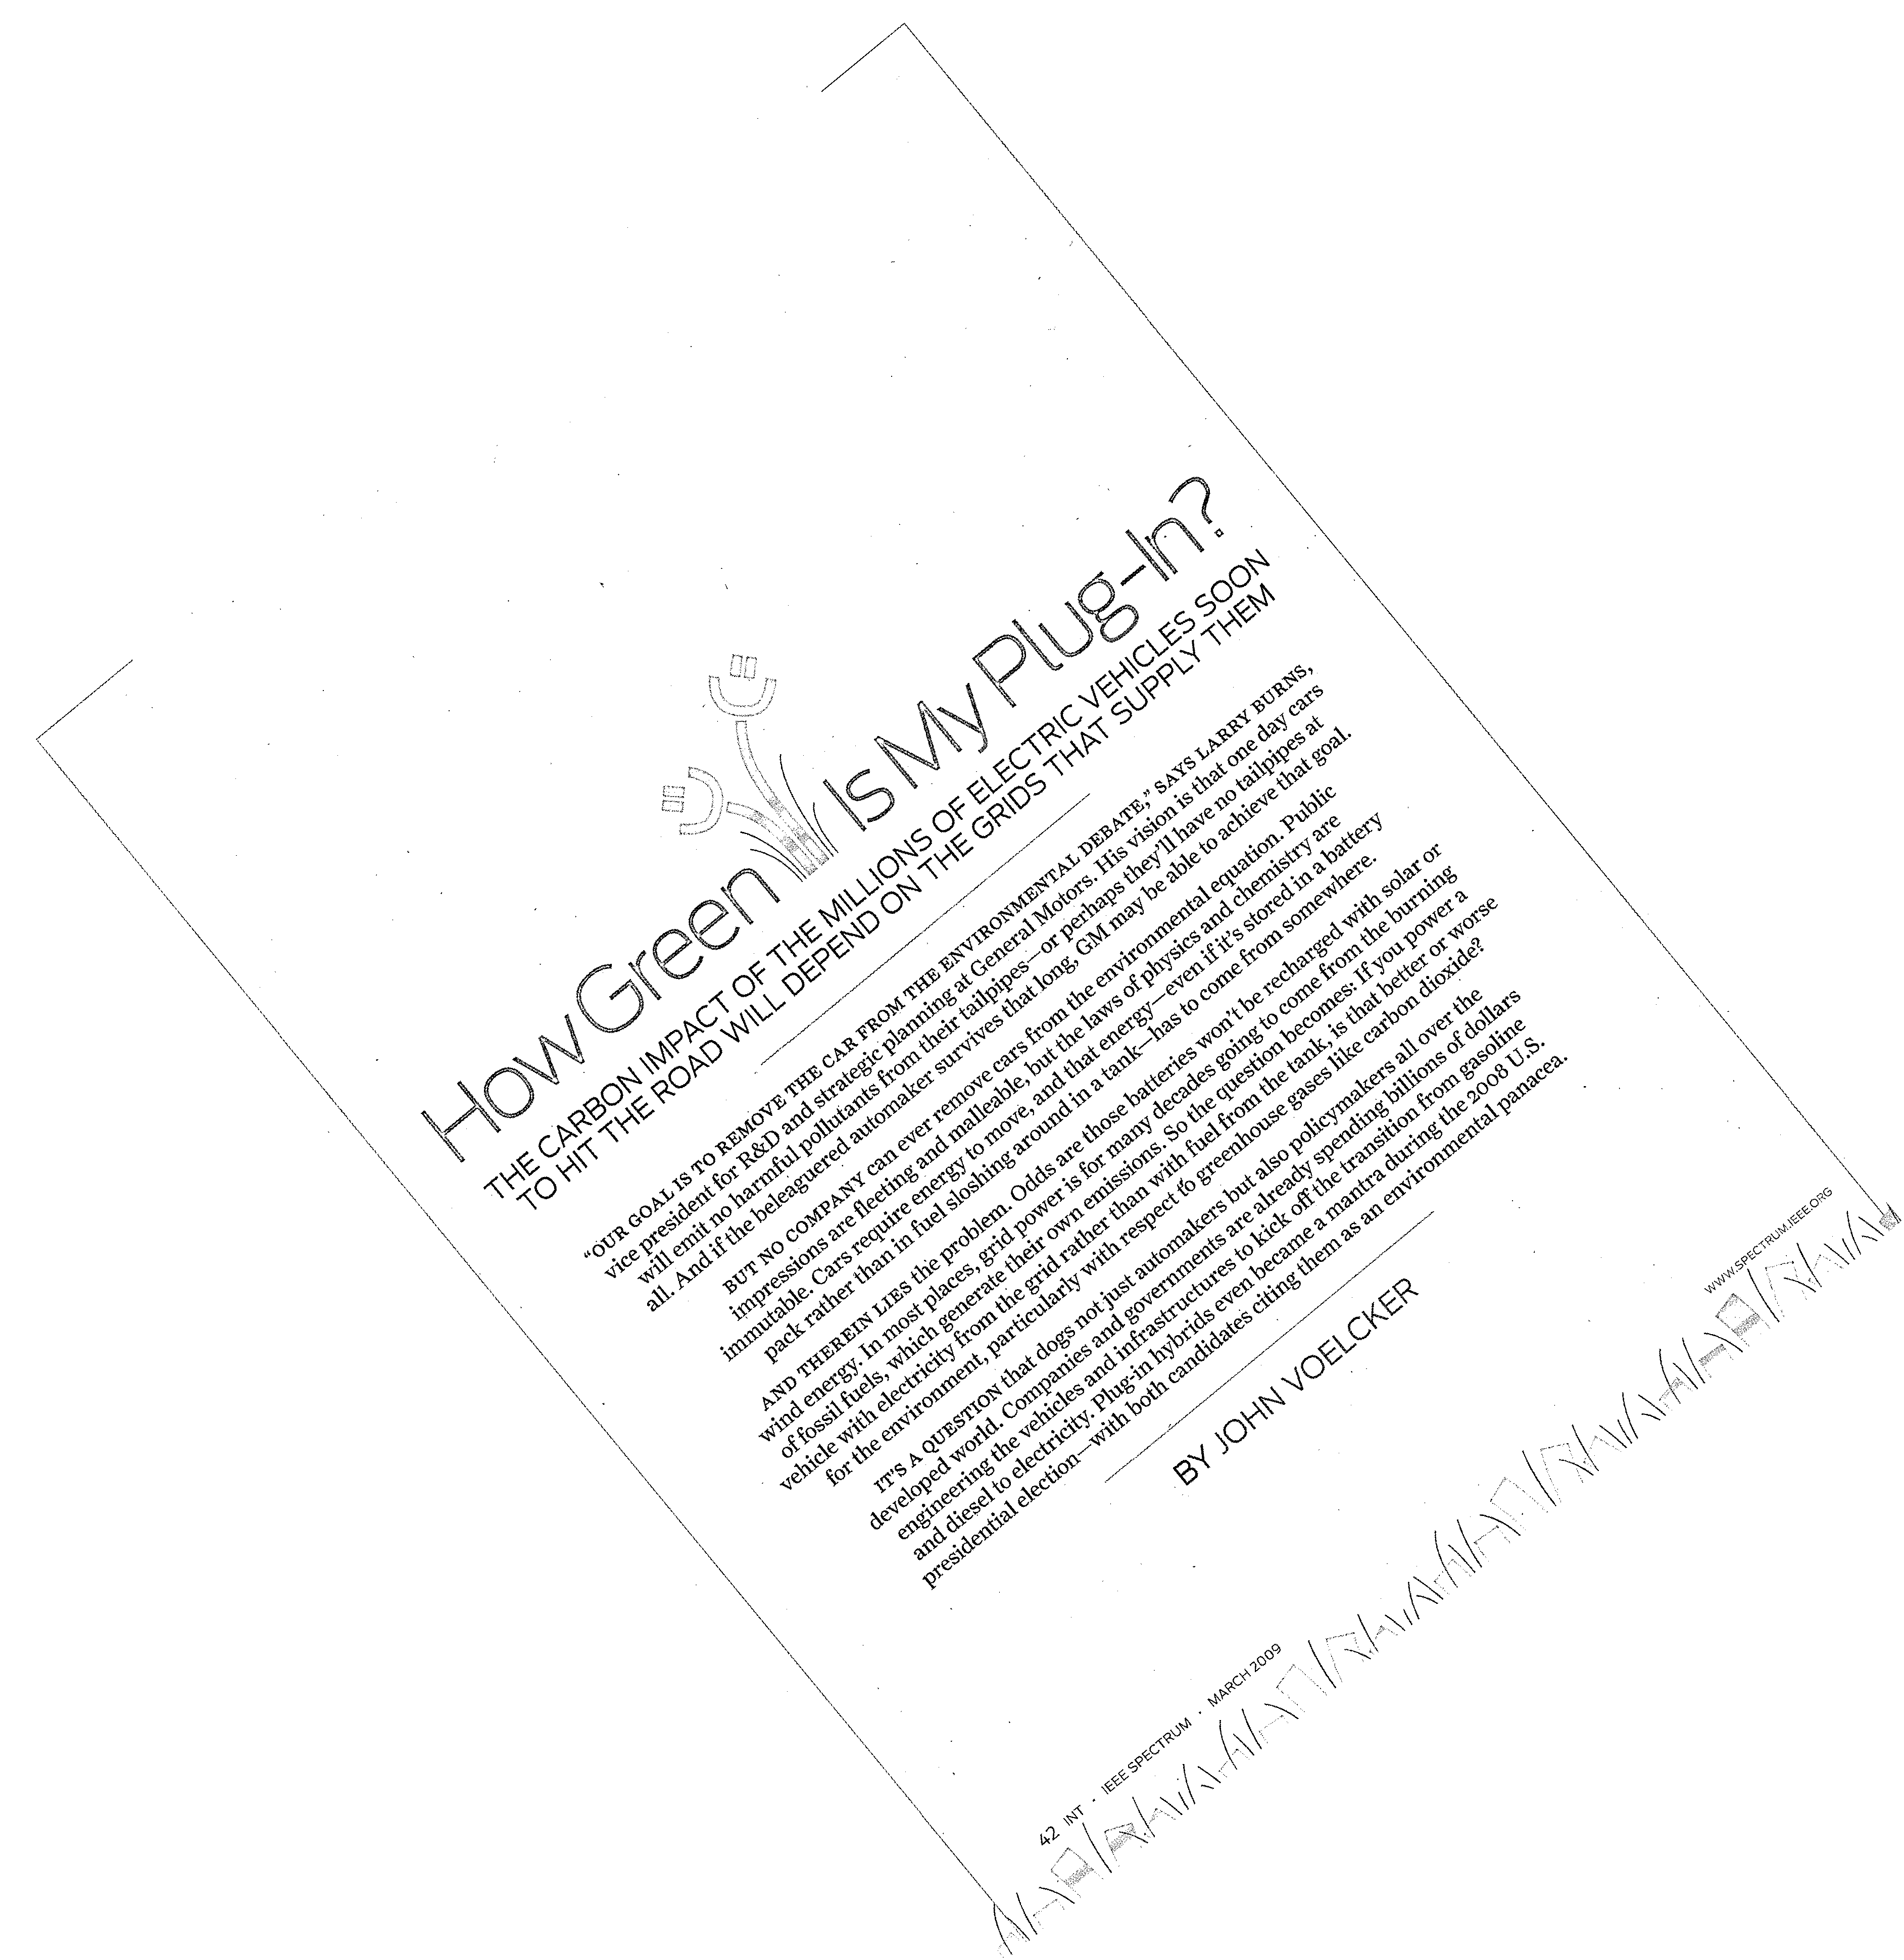 How Green Is My Plug-In?
THE CARBON IMPACT OF THE MILLIONS OF ELECTRIC VEHICLES SOON
TO HIT THE ROAD WILL DEPEND ON THE GRIDS THAT SUPPLY THEM
“OUR GOAL IS TO REMOVE THE CAR FROM THE ENVIRONMENTAL DEBATE,” SAYS LARRY BURNS,
vice president for R&D and strategic planning at General Motors. His vision is that one day cars
will emit no harmful pollutants from their tailpipes—or perhaps they’ll have no tailpipes at
all. And if the beleaguered automaker survives that long, GM may be able to achieve that goal.
BUT NO COMPANY can ever remove cars from the environmental equation. Public
impressions are fleeting and malleable, but the laws of physics and chemistry are
immutable. Cars require energy to move, and that energy—even if it’s stored in a battery
pack rather than in fuel sloshing around in a tank—has to come from somewhere.
AND THEREIN LIES the problem. Odds are those batteries won’t be recharged with solar or
wind energy. In most places, grid power is for many decades going to come from the burning
of fossil fuels, which generate their own emissions. So the question becomes: If you power a
vehicle with electricity from the grid rather than with fuel from the tank, is that better or worse
for the environment, particularly with respect to greenhouse gases like carbon dioxide?
IT’S A QUESTION that dogs not just automakers but also policymakers all over the
developed world. Companies and governments are already spending billions of dollars
engineering the vehicles and infrastructures to kick off the transition from gasoline
and diesel to electricity. Plug-in hybrids even became a mantra during the 2008 U.S.
presidential election—with both candidates citing them as an environmental panacea.
BY JOHN VOELCKER
42 INT · IEEE SPECTRUM · MARCH 2009
WWW.SPECTRUM.IEEE.ORG